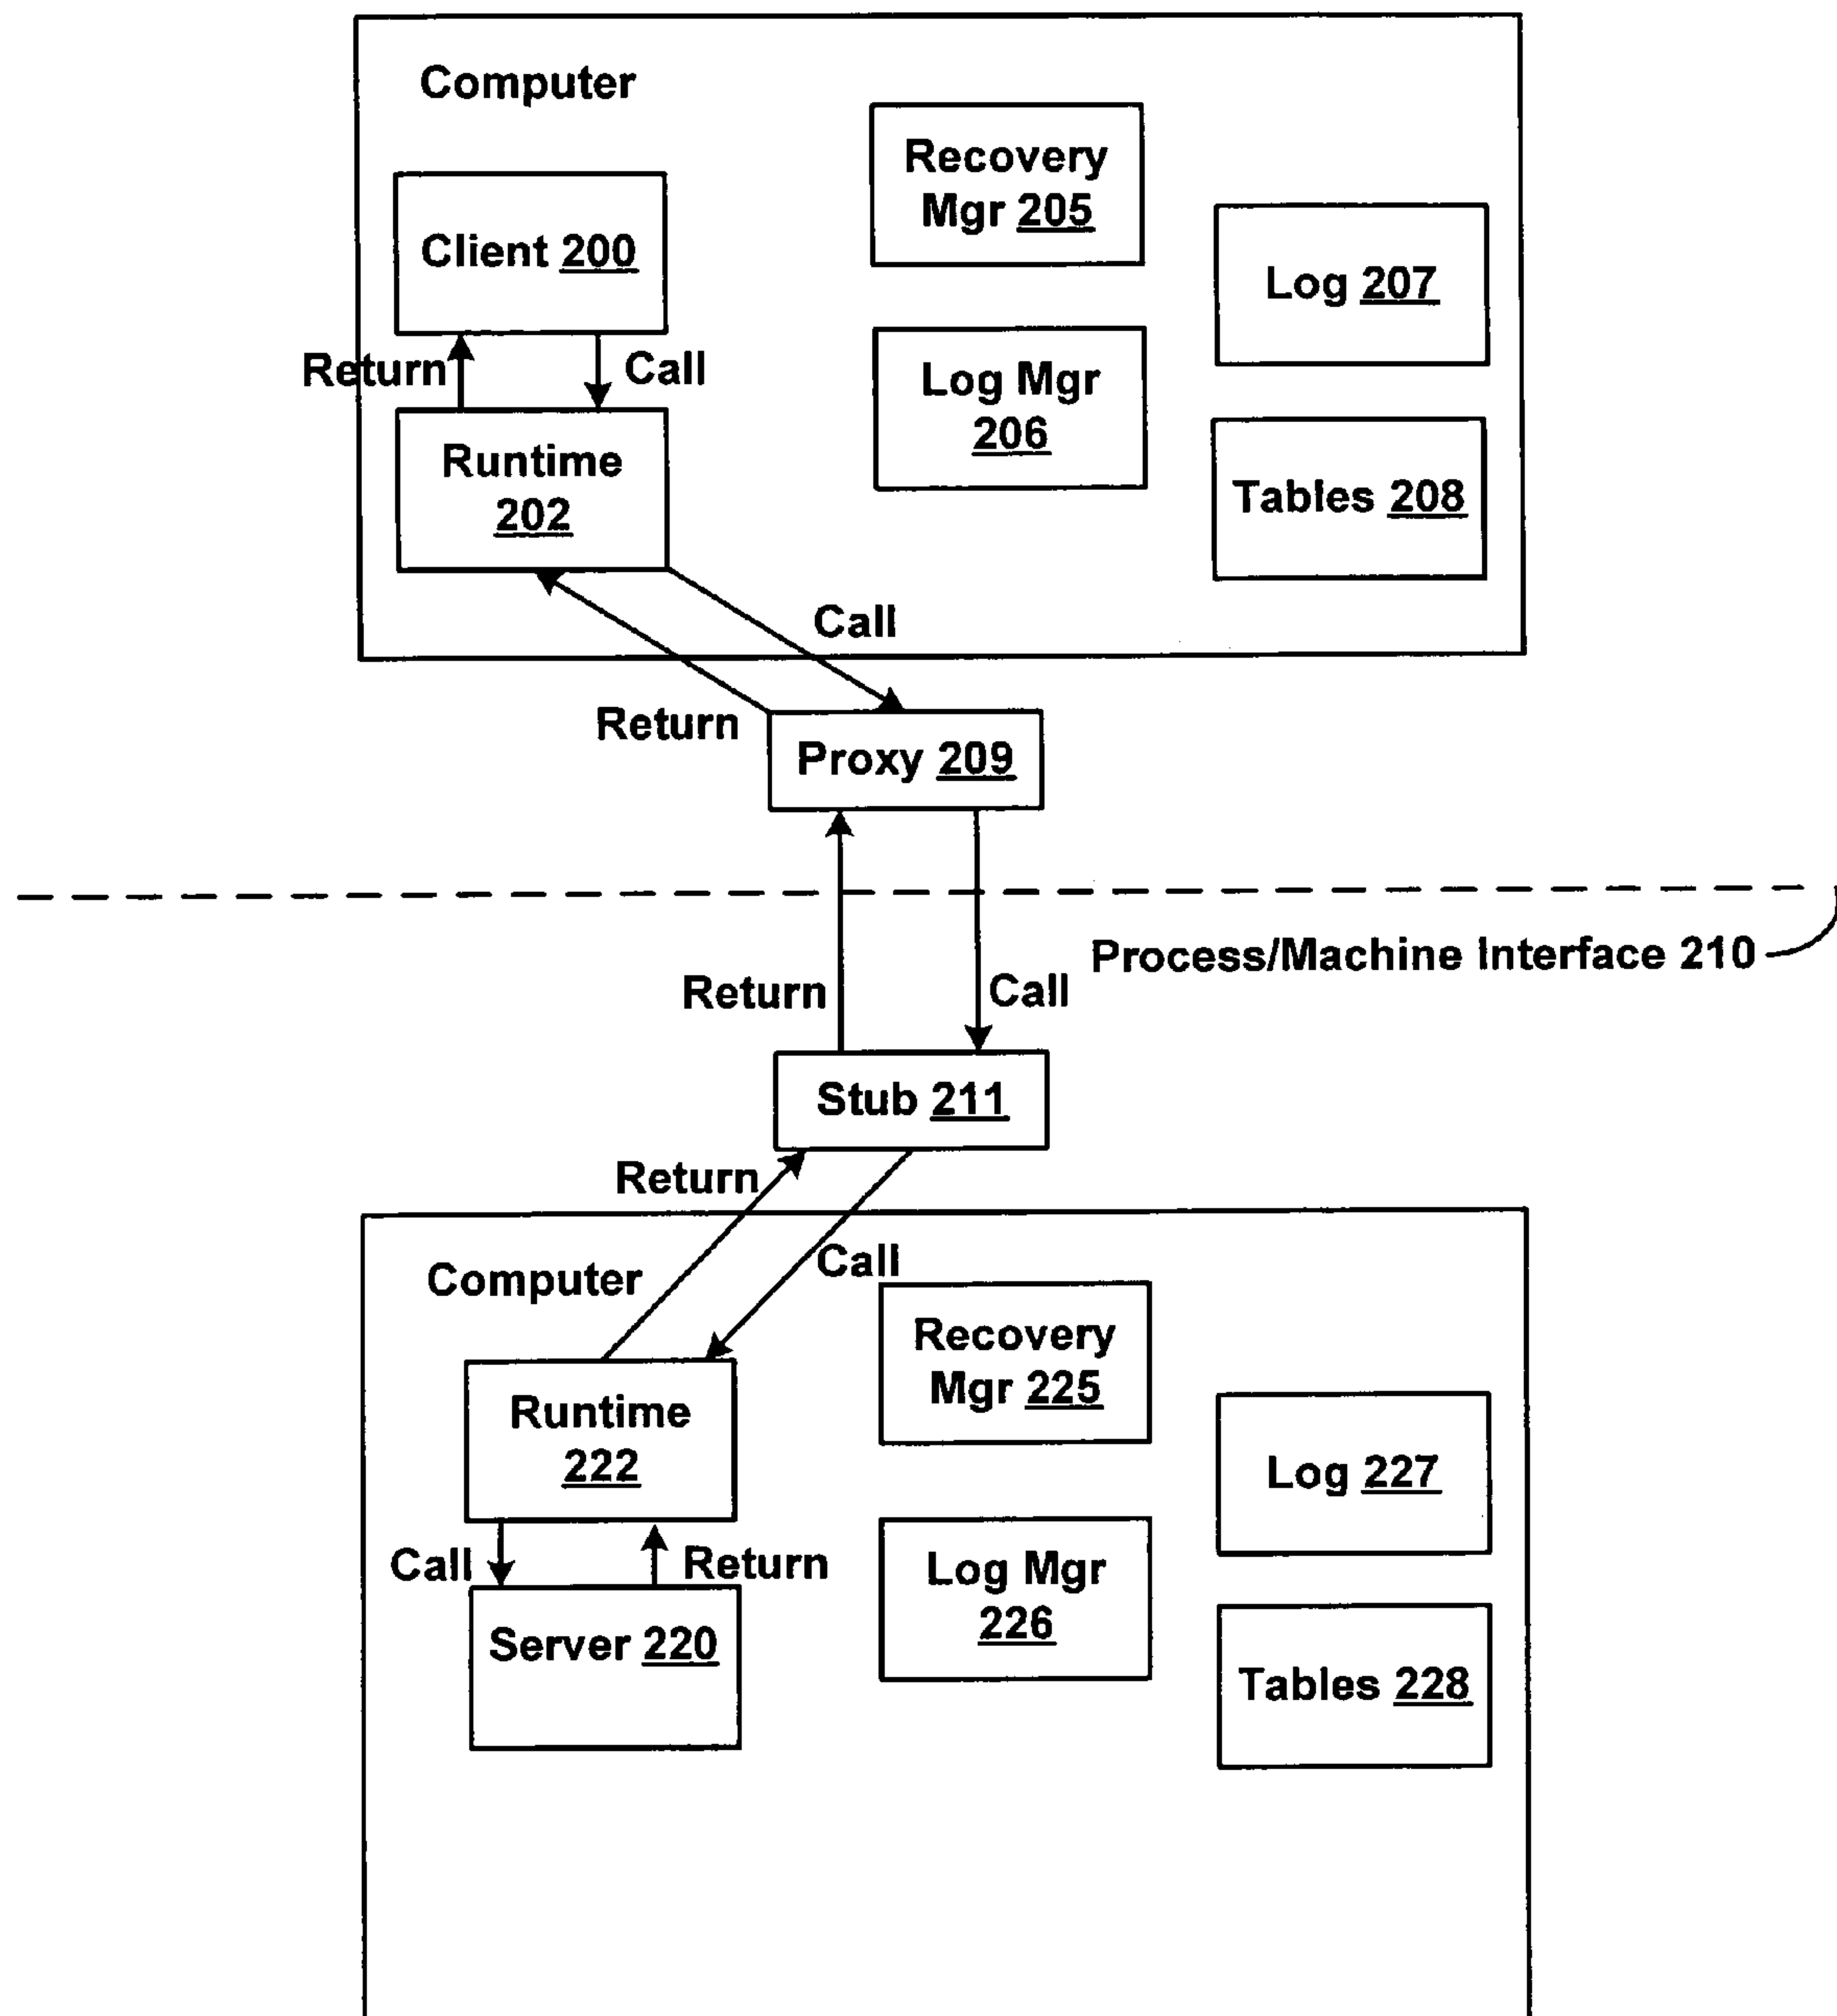 Computer
Recovery
Mgr 205
Client 200
Log 207
Return
Call
Log Mgr
206
Runtime
202
Tables 208
Call
Return
Proxy 209
Process/Machine Interface 210
Return
Call
Stub 211
Return
Call
Computer
Recovery
Mgr 225
Runtime
222
Log 227
Call
Return
Log Mgr
226
Server 220
Tables 228